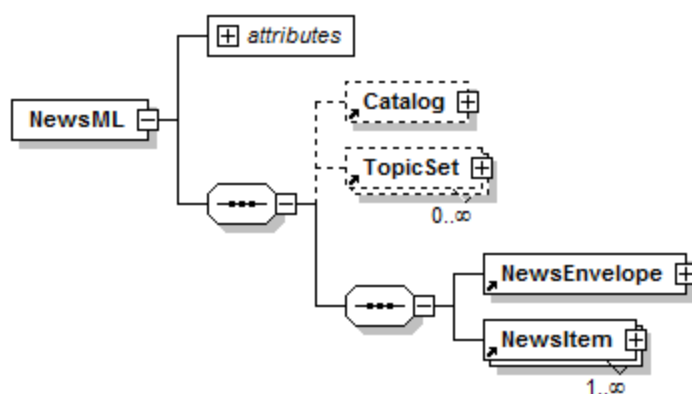 attributes
NewsML
Catalog
TopicSet
0..∞
NewsEnvelope
NewsItem
1..∞